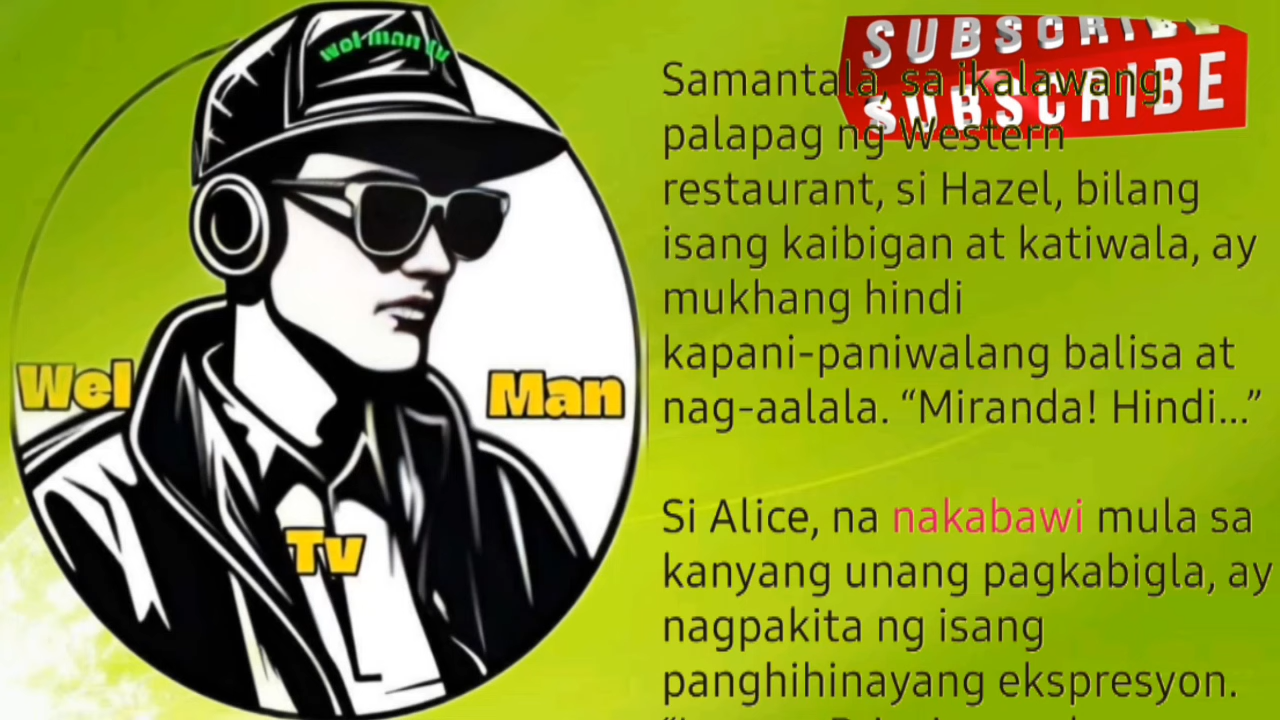 wel man tv
Wel
Man
Tv
SUBSCRIBE
SUBSCRIBE
Samantala, sa ikalawang
palapag ng Western
restaurant, si Hazel, bilang
isang kaibigan at katiwala, ay
mukhang hindi
kapani-paniwalang balisa at
nag-aalala. “Miranda! Hindi...”
Si Alice, na nakabawi mula sa
kanyang unang pagkabigla, ay
nagpakita ng isang
panghihinayang ekspresyon.